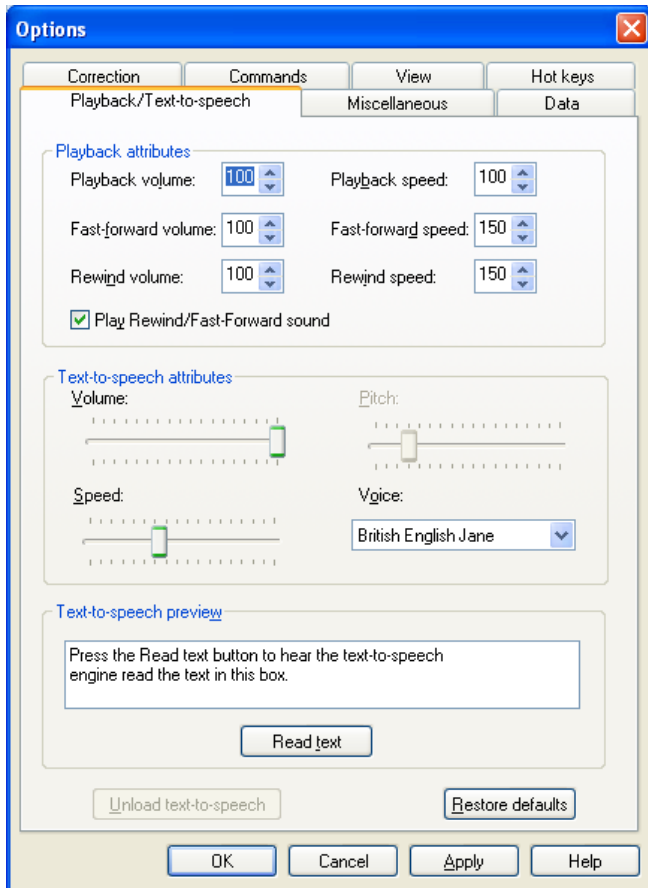 Options
Correction Commands View Hot keys
Playback/Text-to-speech Miscellaneous Data
Playback attributes
Playback volume: 100 Playback speed: 100
Fast-forward volume: 100 Fast-forward speed: 150
Rewind volume: 100 Rewind speed: 150
Play Rewind/Fast-Forward sound
Text-to-speech attributes
Volume: Pitch:
Speed: Voice:
British English Jane
Text-to-speech preview
Press the Read text button to hear the text-to-speech
engine read the text in this box.
Read text
Unload text-to-speech Restore defaults
OK Cancel Apply Help